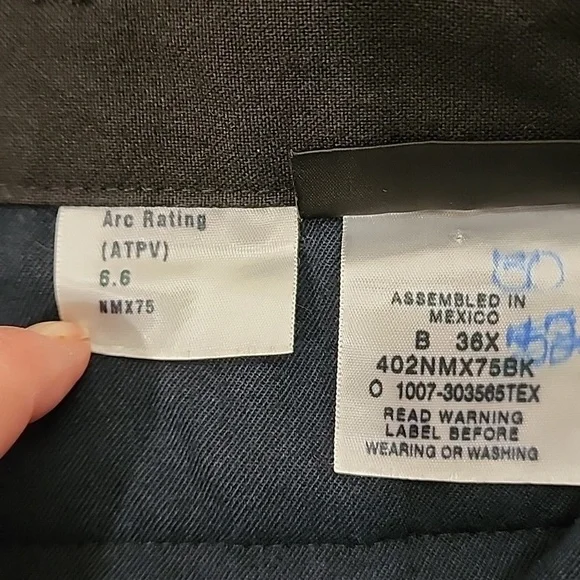 Arc Rating
(ATPV)
6.6
NMX75
50
ASSEMBLED IN
MEXICO
B 36X
402NMX75BK
O 1007-303565TEX
READ WARNING
LABEL BEFORE
WEARING OR WASHING